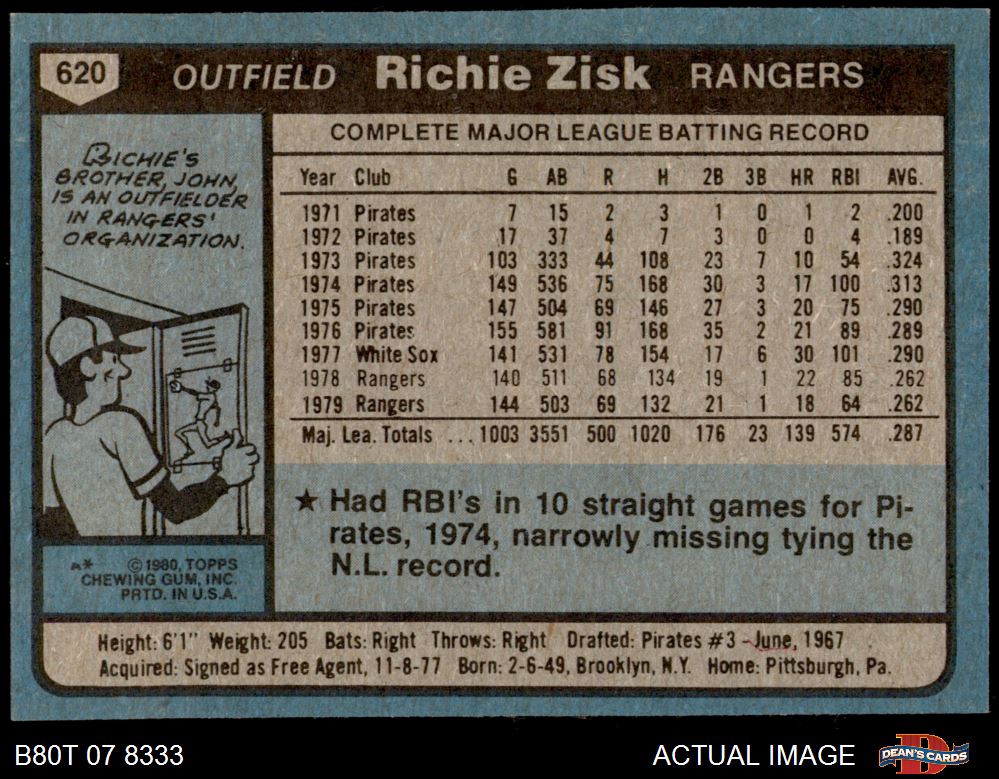 620 OUTFIELD Richie Zisk RANGERS
RICHIE'S
BROTHER, JOHN,
IS AN OUTFIELDER
IN RANGERS'
ORGANIZATION.
A* ©1980, TOPPS
CHEWING GUM, INC.
PRTD. IN U.S.A.
COMPLETE MAJOR LEAGUE BATTING RECORD
Year Club G AB R H 2B 3B HR RBI AVG.
1971 Pirates 7 15 2 3 1 0 1 2 .200
1972 Pirates 17 37 4 7 3 0 0 4 .189
1973 Pirates 103 333 44 108 23 7 10 54 .324
1974 Pirates 149 536 75 168 30 3 17 100 .313
1975 Pirates 147 504 69 146 27 3 20 75 .290
1976 Pirates 155 581 91 168 35 2 21 89 .289
1977 White Sox 141 531 78 154 17 6 30 101 .290
1978 Rangers 140 511 68 134 19 1 22 85 .262
1979 Rangers 144 503 69 132 21 1 18 64 .262
Maj. Lea. Totals ... 1003 3551 500 1020 176 23 139 574 .287
★ Had RBI's in 10 straight games for Pi-
rates, 1974, narrowly missing tying the
N.L. record.
Height: 6'1" Weight: 205 Bats: Right Throws: Right Drafted: Pirates #3 - June, 1967
Acquired: Signed as Free Agent, 11-8-77 Born: 2-6-49, Brooklyn, N.Y. Home: Pittsburgh, Pa.
B80T 07 8333 ACTUAL IMAGE D DEAN'S CARDS